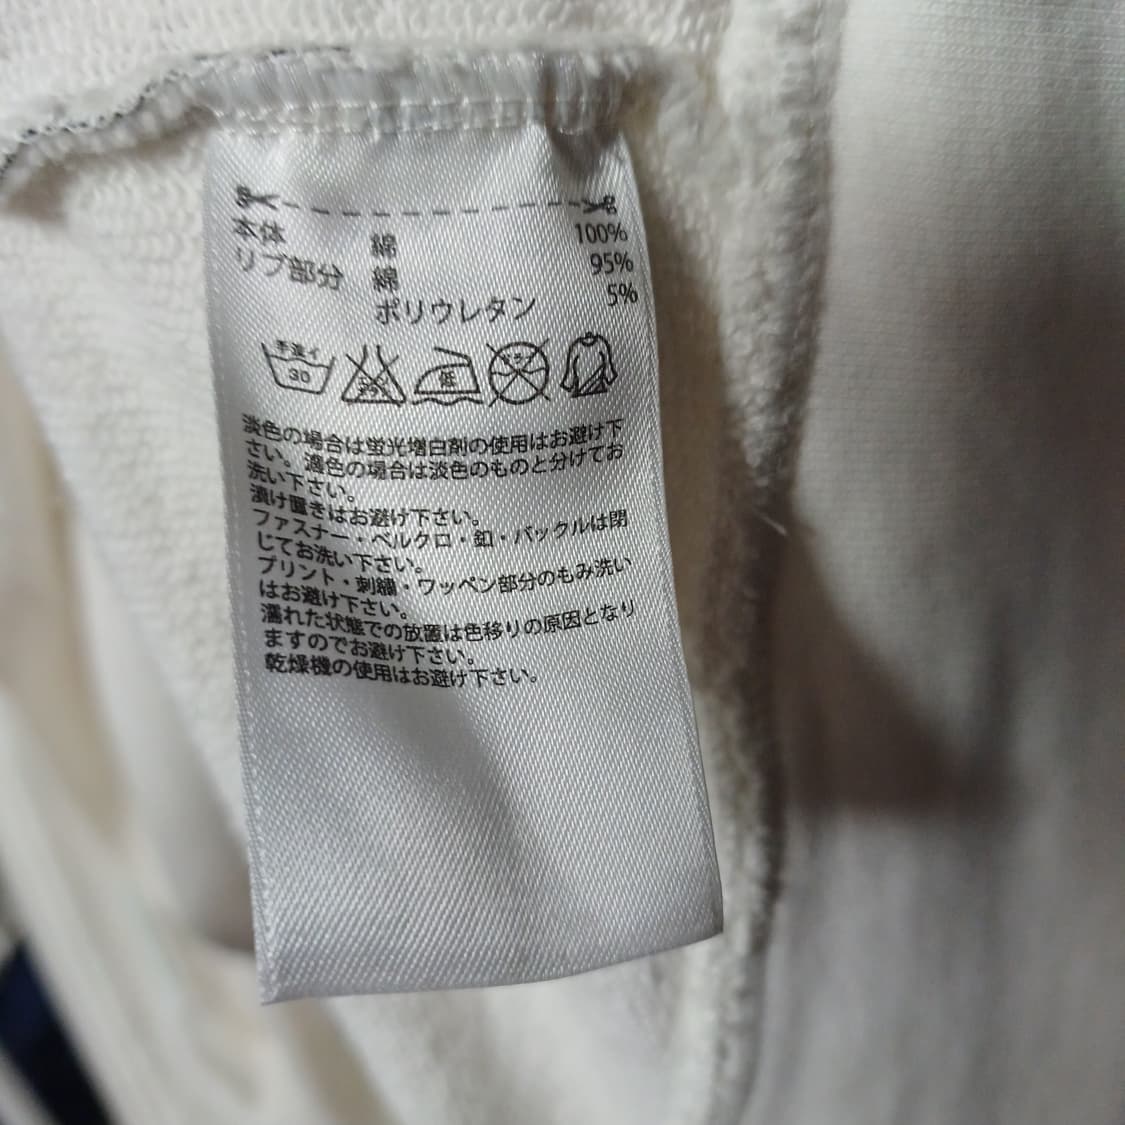 本体 綿 100%
リブ部分 綿 95%
ポリウレタン 5%
手洗イ 30 低
淡色の場合は蛍光増白剤の使用はお避け下
さい。濃色の場合は淡色のものと分けてお
洗い下さい。
漬け置きはお避け下さい。
ファスナー・ベルクロ・釦・バックルは閉
じてお洗い下さい。
プリント・刺繍・ワッペン部分のもみ洗い
はお避け下さい。
濡れた状態での放置は色移りの原因となり
ますのでお避け下さい。
乾燥機の使用はお避け下さい。